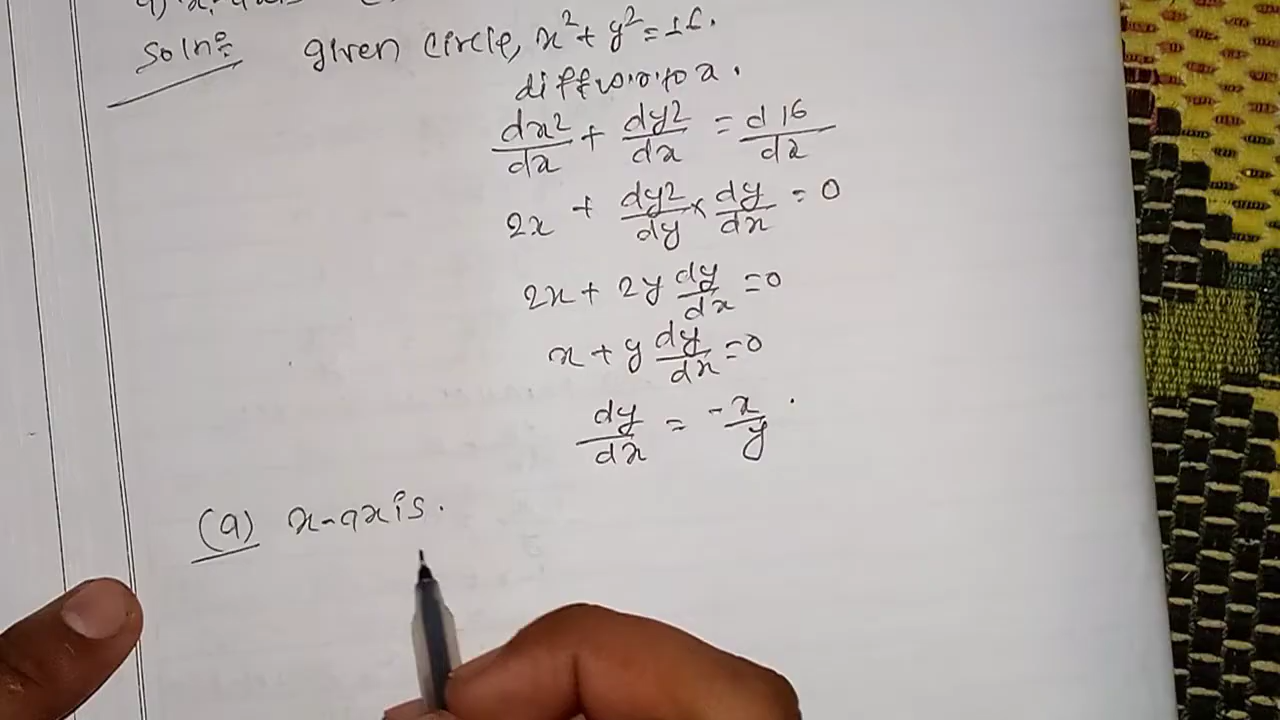 Soln:
given circle, x² + y² = 16.
diff w.r. to x.
dx²/dx + dy²/dx = d 16/dx
2x + dy²/dy × dy/dx = 0
2x + 2y dy/dx = 0
x + y dy/dx = 0
dy/dx = -x/y .
(a) x-axis.